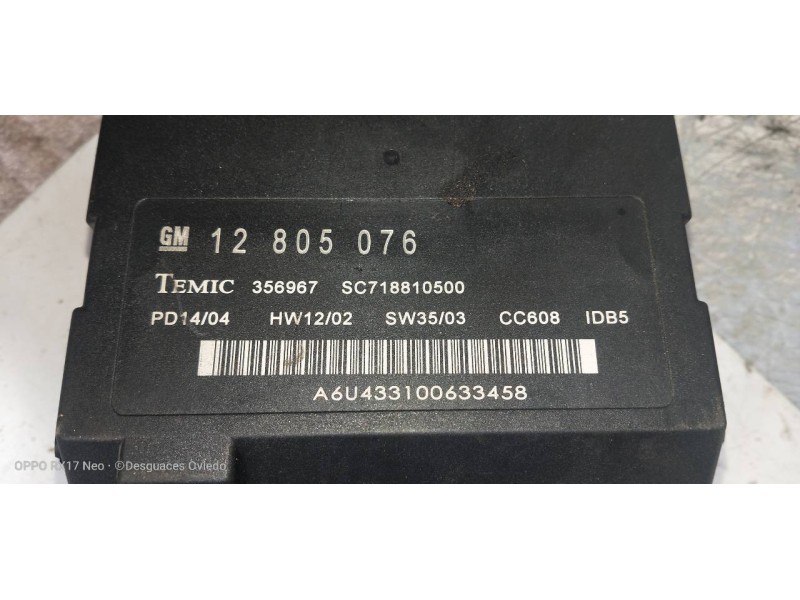 GM 12 805 076
TEMIC 356967 SC718810500
PD14/04 HW12/02 SW35/03 CC608 IDB5
A6U433100633458
OPPO RX17 Neo · ©Desguaces Oviedo